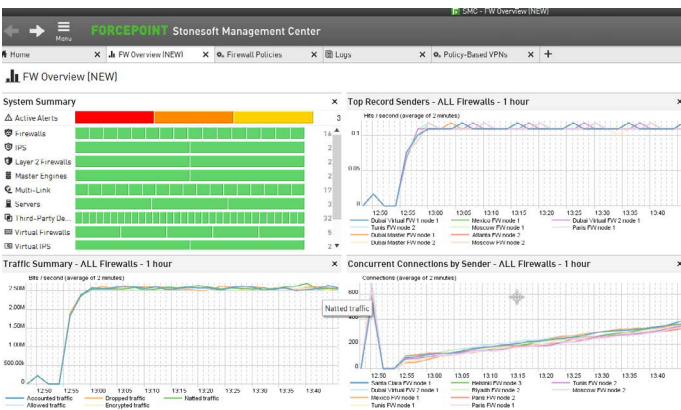 SMC - FW Overview (NEW)
Menu
FORCEPOINT Stonesoft Management Center
Home
FW Overview (NEW)
Firewall Policies
Logs
Policy-Based VPNs
FW Overview (NEW)
System Summary
Active Alerts 3
Firewalls 16
IPS 2
Layer 2 Firewalls 2
Master Engines 2
Multi-Link 17
Servers 3
Third-Party De... 32
Virtual Firewalls 5
Virtual IPS 2
Top Record Senders - ALL Firewalls - 1 hour
Hits / second (average of 2 minutes)
0.1
0.05
0
12:50 12:55 13:00 13:05 13:10 13:15 13:20 13:25 13:30 13:35 13:40
Dubai Virtual FW 1 node 1 Mexico FW node 1 Dubai Virtual FW 2 node 1
Tunis FW node 2 Moscow FW node 1 Paris FW node 1
Dubai Master FW node 1 Atlanta FW node 2
Dubai Master FW node 2 Moscow FW node 2
Traffic Summary - ALL Firewalls - 1 hour
Bits / second (average of 2 minutes)
2.50M
2.00M
1.50M
1.00M
500.00k
0
12:50 12:55 13:00 13:05 13:10 13:15 13:20 13:25 13:30 13:35 13:40
Accounted traffic Dropped traffic Natted traffic
Allowed traffic Encrypted traffic
Natted traffic
Concurrent Connections by Sender - ALL Firewalls - 1 hour
Connections (average of 2 minutes)
600
400
200
0
12:50 12:55 13:00 13:05 13:10 13:15 13:20 13:25 13:30 13:35 13:40
Santa Clara FW node 1 Helsinki FW node 3 Tunis FW node 2
Dubai Virtual FW 2 node 1 Riyadh FW node 2 Moscow FW node 2
Mexico FW node 1 Paris FW node 2
Tunis FW node 1 Paris FW node 1